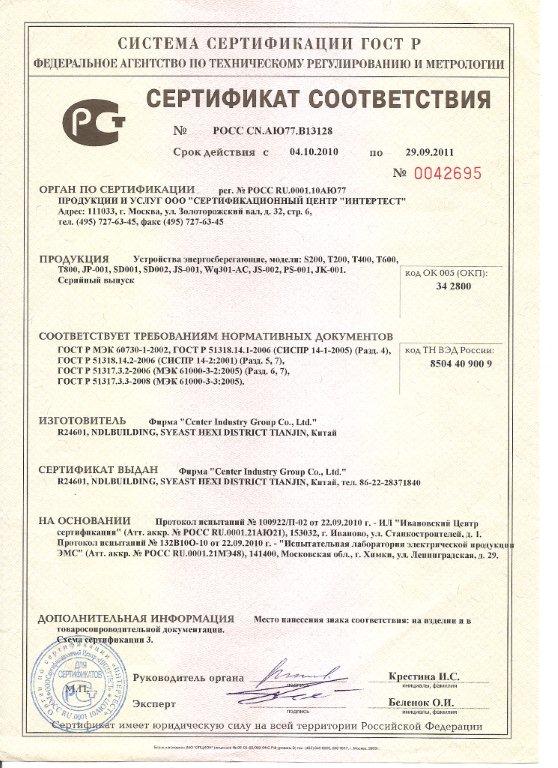 СИСТЕМА СЕРТИФИКАЦИИ ГОСТ Р
ФЕДЕРАЛЬНОЕ АГЕНТСТВО ПО ТЕХНИЧЕСКОМУ РЕГУЛИРОВАНИЮ И МЕТРОЛОГИИ
СЕРТИФИКАТ СООТВЕТСТВИЯ
№ РОСС CN.АЮ77.В13128
Срок действия с 04.10.2010 по 29.09.2011
№ 0042695
ОРГАН ПО СЕРТИФИКАЦИИ рег. № РОСС RU.0001.10АЮ77
ПРОДУКЦИИ И УСЛУГ ООО "СЕРТИФИКАЦИОННЫЙ ЦЕНТР "ИНТЕРТЕСТ"
Адрес: 111033, г. Москва, ул. Золоторожский вал, д. 32, стр. 6,
тел. (495) 727-63-45, факс (495) 727-63-45
ПРОДУКЦИЯ Устройства энергосберегающие, модели: S200, T200, T400, T600,
T800, JP-001, SD001, SD002, JS-001, Wq301-AC, JS-002, PS-001, JK-001.
Серийный выпуск
код ОК 005 (ОКП):
34 2800
СООТВЕТСТВУЕТ ТРЕБОВАНИЯМ НОРМАТИВНЫХ ДОКУМЕНТОВ
ГОСТ Р МЭК 60730-1-2002, ГОСТ Р 51318.14.1-2006 (СИСПР 14-1-2005) (Разд. 4),
ГОСТ Р 51318.14.2-2006 (СИСПР 14-2:2001) (Разд. 5, 7),
ГОСТ Р 51317.3.2-2006 (МЭК 61000-3-2:2005) (Разд. 6, 7),
ГОСТ Р 51317.3.3-2008 (МЭК 61000-3-3:2005).
код ТН ВЭД России:
8504 40 900 9
ИЗГОТОВИТЕЛЬ Фирма "Center Industry Group Co., Ltd."
R24601, NDLBUILDING, SYEAST HEXI DISTRICT TIANJIN, Китай
СЕРТИФИКАТ ВЫДАН Фирма "Center Industry Group Co., Ltd."
R24601, NDLBUILDING, SYEAST HEXI DISTRICT TIANJIN, Китай, тел. 86-22-28371840
НА ОСНОВАНИИ Протокол испытаний № 100922/П-02 от 22.09.2010 г. - ИЛ "Ивановский Центр
сертификации" (Атт. аккр. № РОСС RU.0001.21АЮ21), 153032, г. Иваново, ул. Станкостроителей, д. 1.
Протокол испытаний № 132В10О-10 от 22.09.2010 г. - "Испытательная лаборатория электрической продукции
ЭМС" (Атт. аккр. № РОСС RU.0001.21МЭ48), 141400, Московская обл., г. Химки, ул. Ленинградская, д. 29.
ДОПОЛНИТЕЛЬНАЯ ИНФОРМАЦИЯ Место нанесения знака соответствия: на изделии и в
товаросопроводительной документации.
Схема сертификации 3.
ДЛЯ
СЕРТИФИКАТОВ
М.П.
Руководитель органа
подпись
Крестина И.С.
инициалы, фамилия
Эксперт
подпись
Беленок О.И.
инициалы, фамилия
Сертификат имеет юридическую силу на всей территории Российской Федерации